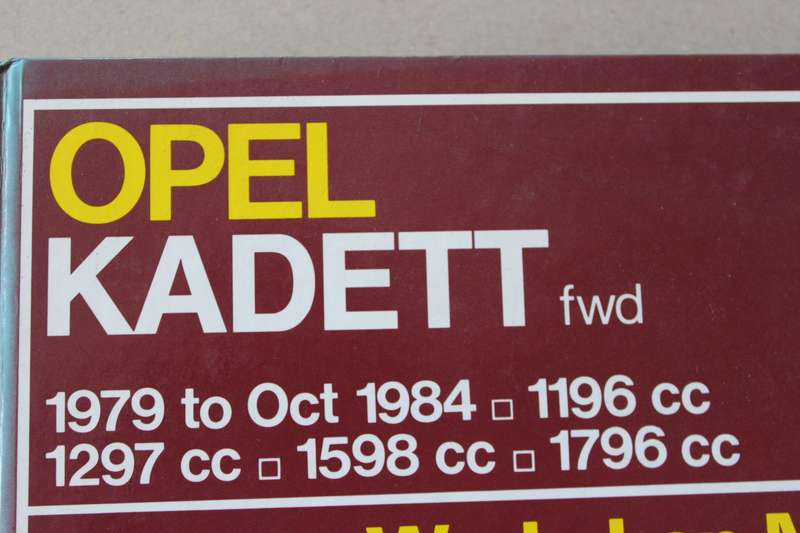 OPEL
KADETT fwd
1979 to Oct 1984 □ 1196 cc
1297 cc □ 1598 cc □ 1796 cc